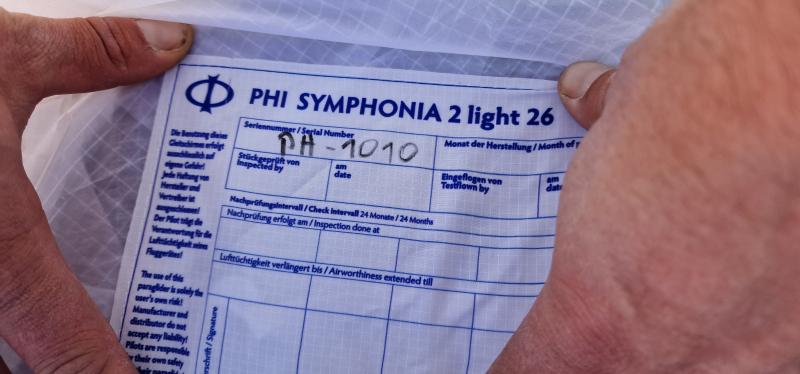 PHI SYMPHONIA 2 light 26
Seriennummer / Serial Number
PH-1010
Monat der Herstellung / Month of
Stückgeprüft von
Inspected by
am
date
Eingeflogen von
Testflown by
am
date
Nachprüfungsintervall / Check intervall 24 Monate / 24 Months
Nachprüfung erfolgt am / Inspection done at
Lufttüchtigkeit verlängert bis / Airworthiness extended till
/ Signature
Die Benutzung dieses
Gleitschirmes erfolgt
ausschließlich auf
eigene Gefahr!
Jede Haftung von
Hersteller und
Vertreiber ist
ausgeschlossen!
Der Pilot trägt die
Verantwortung für die
Lufttüchtigkeit seines
Fluggerätes!
The use of this
paraglider is solely the
user's own risk!
Manufacturer and
distributor do not
accept any liability!
Pilots are responsible
their own safety